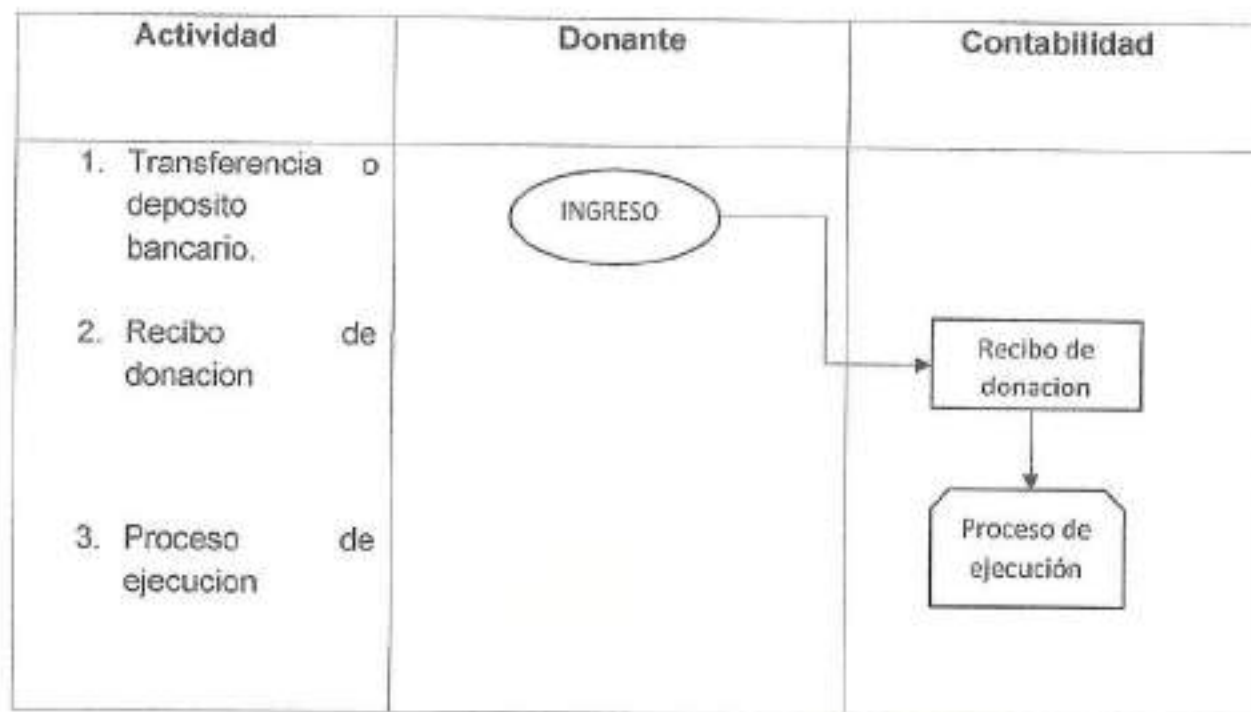 Actividad
Donante
Contabilidad
1. Transferencia o
deposito
bancario.
INGRESO
2. Recibo de
donacion
Recibo de
donacion
3. Proceso de
ejecucion
Proceso de
ejecución